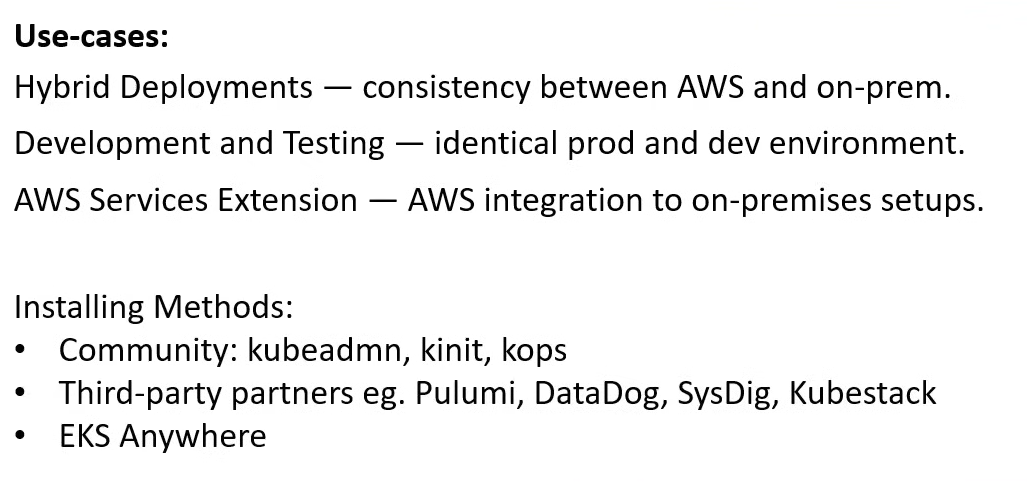 Use-cases:
Hybrid Deployments — consistency between AWS and on-prem.
Development and Testing — identical prod and dev environment.
AWS Services Extension — AWS integration to on-premises setups.
Installing Methods:
• Community: kubeadmn, kinit, kops
• Third-party partners eg. Pulumi, DataDog, SysDig, Kubestack
• EKS Anywhere